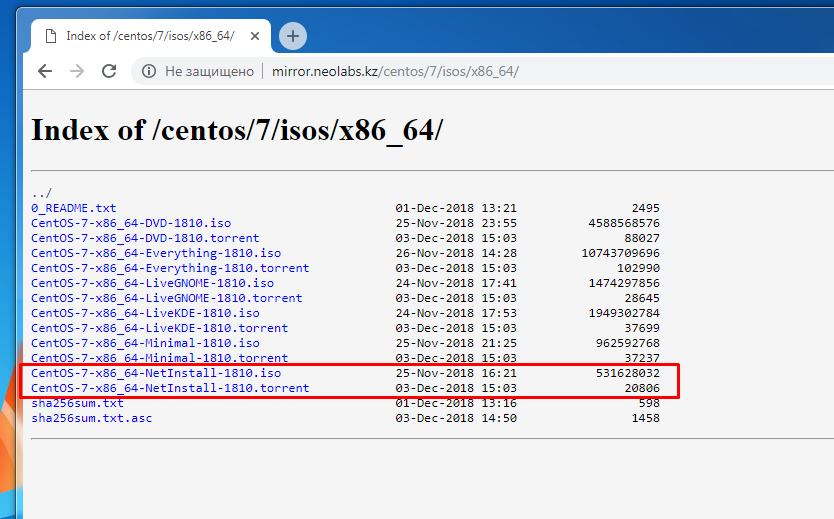 Index of /centos/7/isos/x86_64/
Не защищено mirror.neolabs.kz/centos/7/isos/x86_64/
Index of /centos/7/isos/x86_64/
../
0_README.txt 01-Dec-2018 13:21 2495
CentOS-7-x86_64-DVD-1810.iso 25-Nov-2018 23:55 4588568576
CentOS-7-x86_64-DVD-1810.torrent 03-Dec-2018 15:03 88027
CentOS-7-x86_64-Everything-1810.iso 26-Nov-2018 14:28 10743709696
CentOS-7-x86_64-Everything-1810.torrent 03-Dec-2018 15:03 102990
CentOS-7-x86_64-LiveGNOME-1810.iso 24-Nov-2018 17:41 1474297856
CentOS-7-x86_64-LiveGNOME-1810.torrent 03-Dec-2018 15:03 28645
CentOS-7-x86_64-LiveKDE-1810.iso 24-Nov-2018 17:53 1949302784
CentOS-7-x86_64-LiveKDE-1810.torrent 03-Dec-2018 15:03 37699
CentOS-7-x86_64-Minimal-1810.iso 25-Nov-2018 21:25 962592768
CentOS-7-x86_64-Minimal-1810.torrent 03-Dec-2018 15:03 37237
CentOS-7-x86_64-NetInstall-1810.iso 25-Nov-2018 16:21 531628032
CentOS-7-x86_64-NetInstall-1810.torrent 03-Dec-2018 15:03 20806
sha256sum.txt 01-Dec-2018 13:16 598
sha256sum.txt.asc 03-Dec-2018 14:50 1458